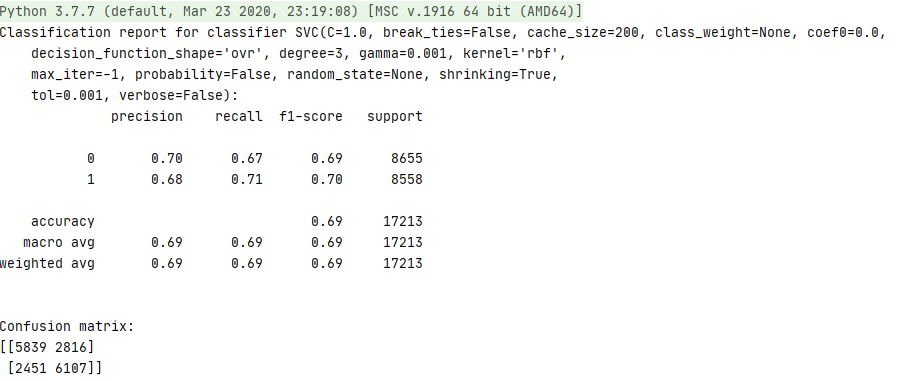 Python 3.7.7 (default, Mar 23 2020, 23:19:08) [MSC v.1916 64 bit (AMD64)]
Classification report for classifier SVC(C=1.0, break_ties=False, cache_size=200, class_weight=None, coef0=0.0,
    decision_function_shape='ovr', degree=3, gamma=0.001, kernel='rbf',
    max_iter=-1, probability=False, random_state=None, shrinking=True,
    tol=0.001, verbose=False):
              precision    recall  f1-score   support
           0       0.70      0.67      0.69      8655
           1       0.68      0.71      0.70      8558
    accuracy                           0.69     17213
   macro avg       0.69      0.69      0.69     17213
weighted avg       0.69      0.69      0.69     17213
Confusion matrix:
[[5839 2816]
 [2451 6107]]